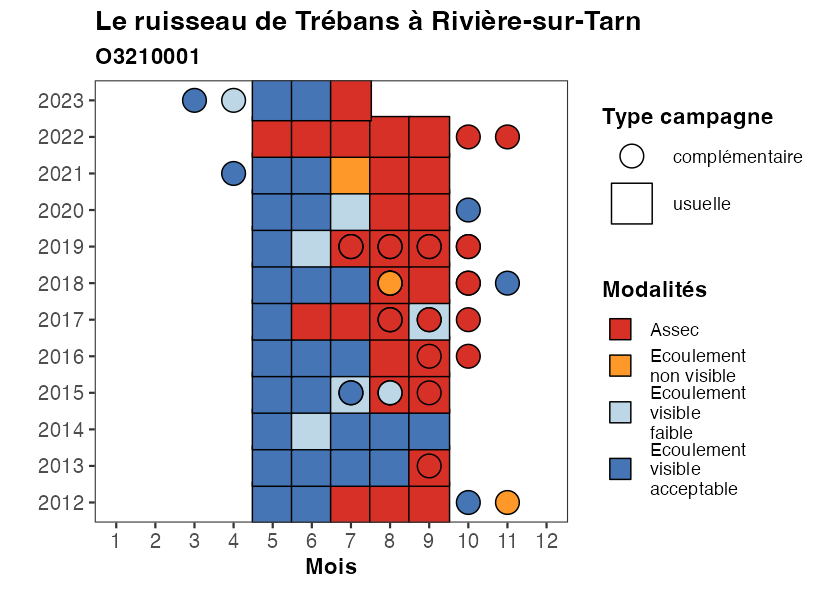 Le ruisseau de Trébans à Rivière-sur-Tarn
O3210001
2023
2022
2021
2020
2019
2018
2017
2016
2015
2014
2013
2012
1 2 3 4 5 6 7 8 9 10 11 12
Mois
Type campagne
complémentaire
usuelle
Modalités
Assec
Ecoulement
non visible
Ecoulement
visible
faible
Ecoulement
visible
acceptable